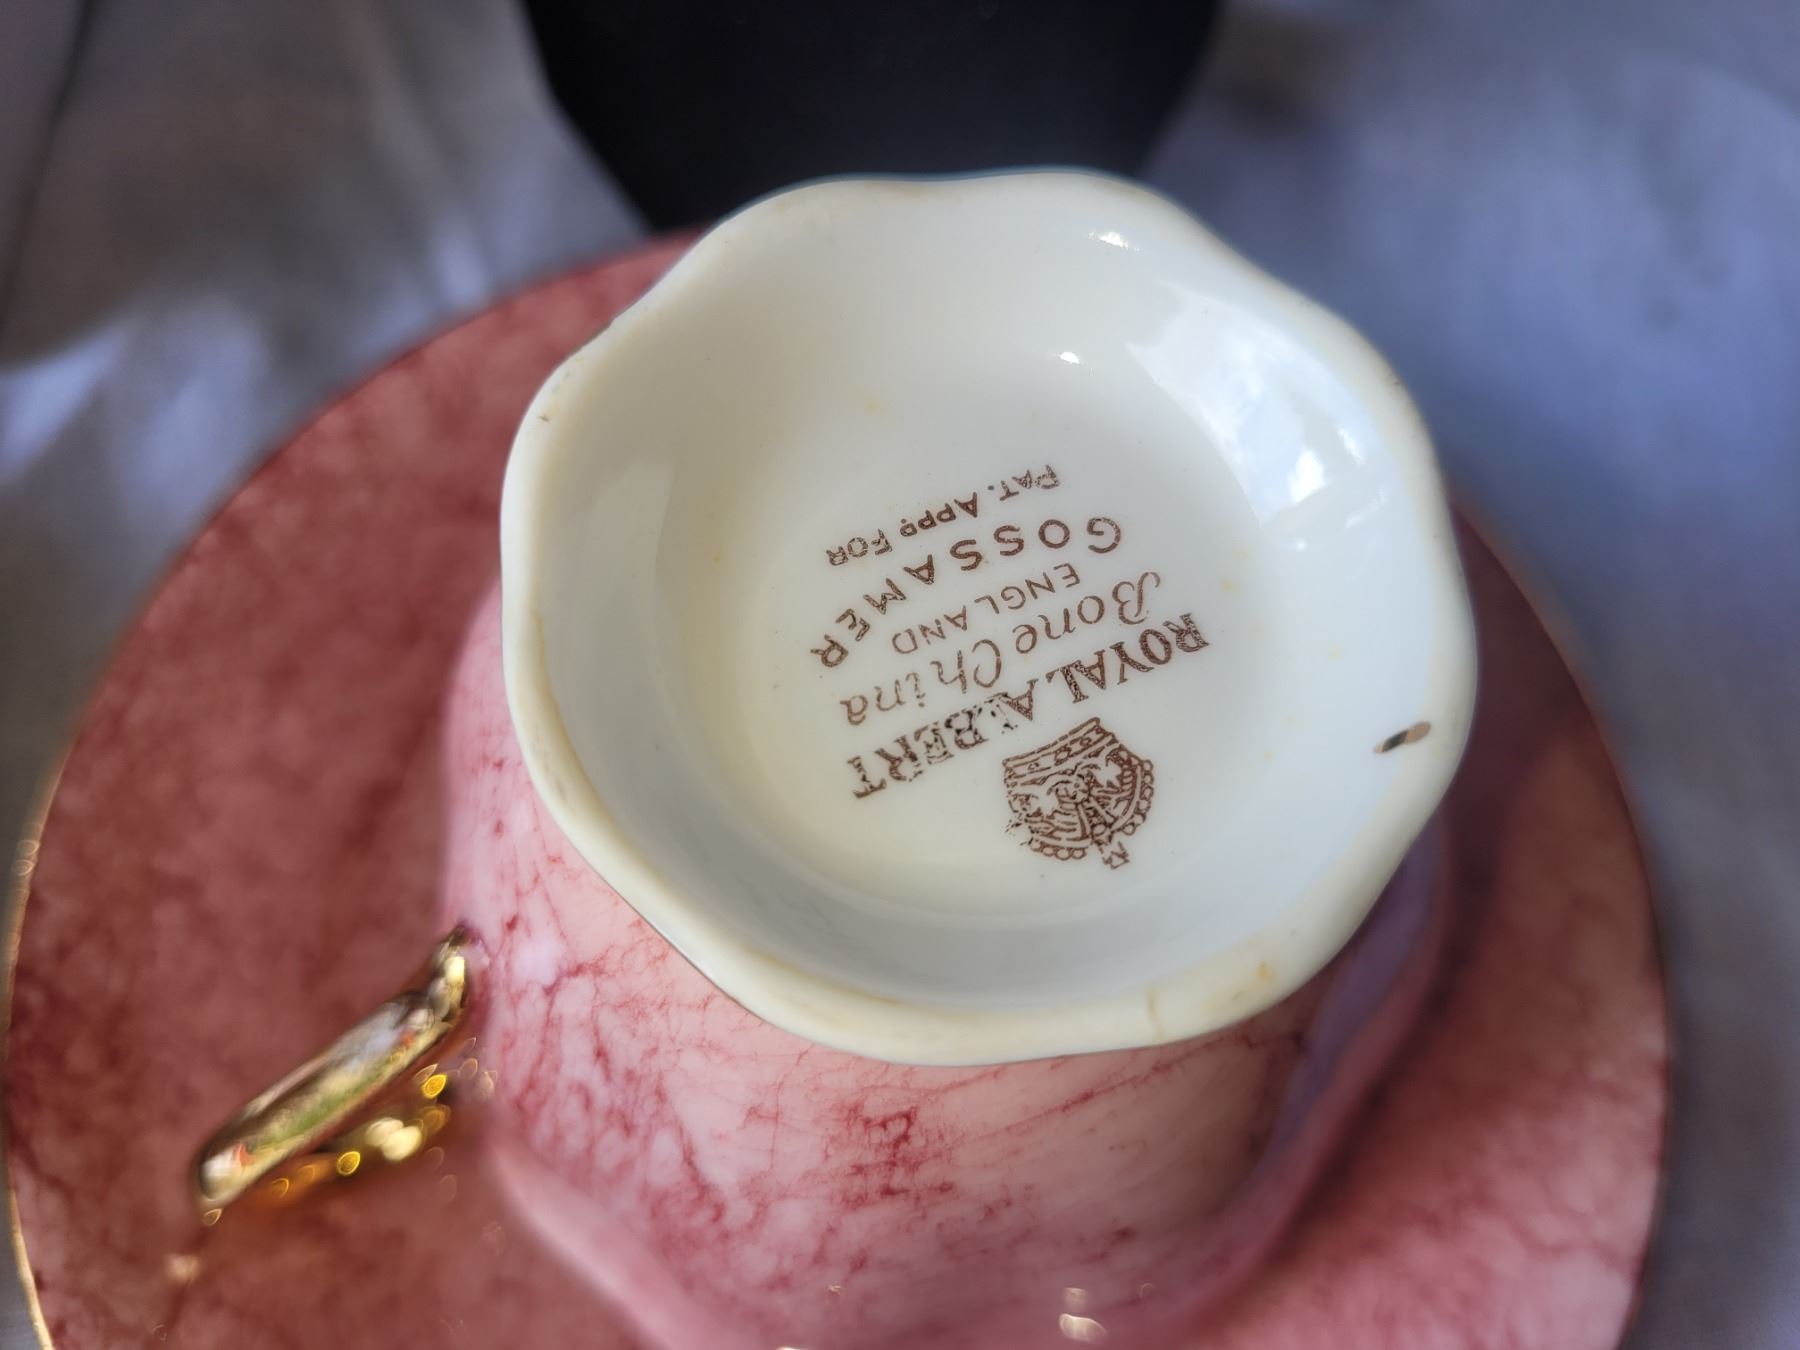 ROYAL ALBERT
Bone China
ENGLAND
GOSSAMER
PAT. APPD FOR